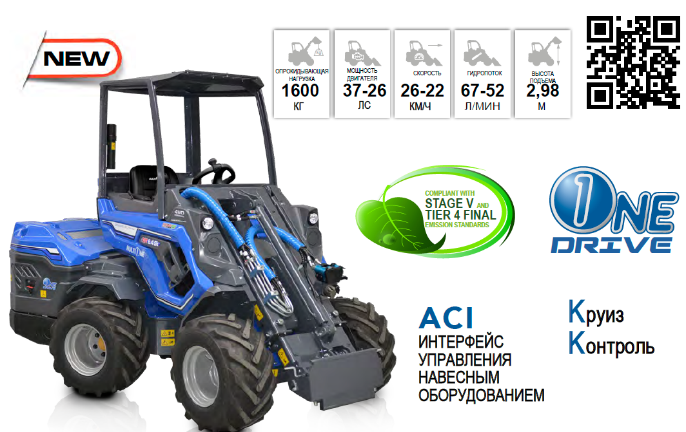 NEW
ОПРОКИДЫВАЮЩАЯ
НАГРУЗКА
1600
КГ
МОЩНОСТЬ
ДВИГАТЕЛЯ
37-26
ЛС
СКОРОСТЬ
26-22
КМ/Ч
ГИДРОПОТОК
67-52
Л/МИН
ВЫСОТА
ПОДЪЕМА
2,98
М
COMPLIANT WITH
STAGE V AND
TIER 4 FINAL
EMISSION STANDARDS
1ONE
DRIVE
ACI
ИНТЕРФЕЙС
УПРАВЛЕНИЯ
НАВЕСНЫМ
ОБОРУДОВАНИЕМ
Круиз
Контроль